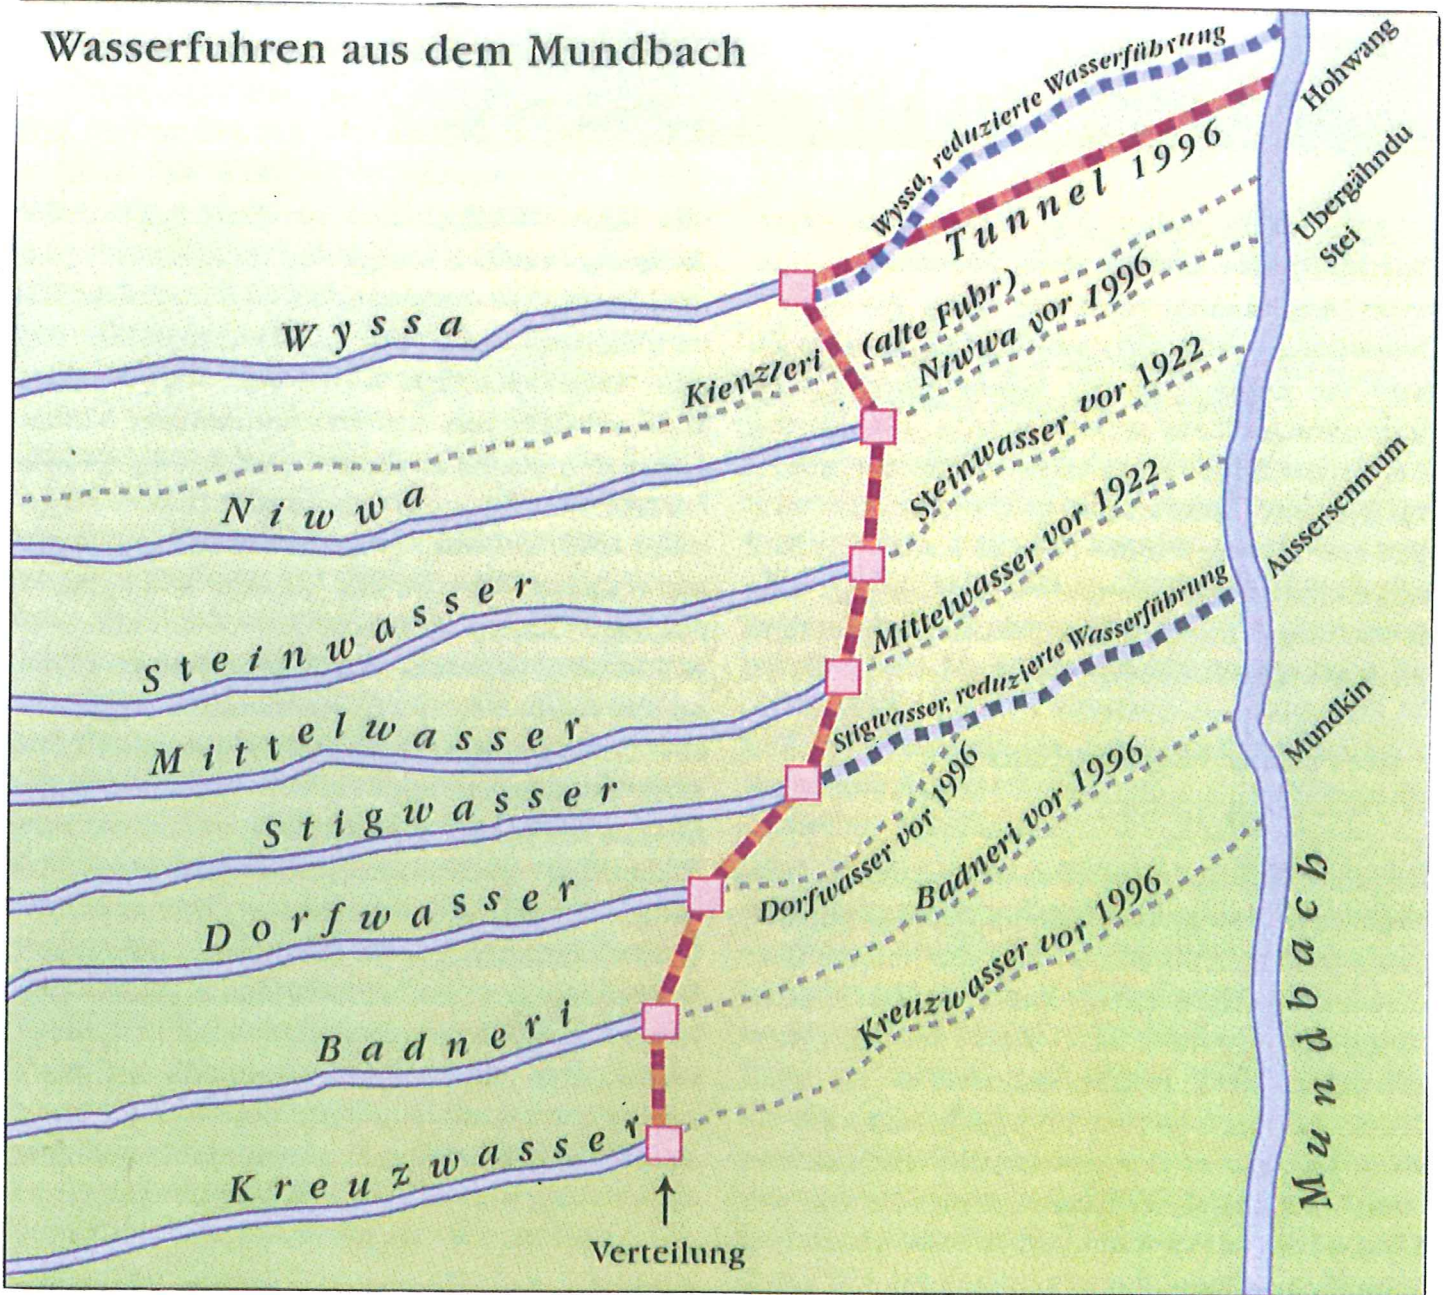 Wasserfuhren aus dem Mundbach
Wyssa, reduzierte Wasserführung
Hohwang
Tunnel 1996
Ubergähndu
Stei
Wyssa
Kienzleri (alte Fuhr)
Niwwa vor 1996
Steinwasser vor 1922
Niwwa
Mittelwasser vor 1922
Aussersenntum
Steinwasser
Stigwasser, reduzierte Wasserführung
Mittelwasser
Mundkin
Stigwasser
Dorfwasser vor 1996
Badneri vor 1996
Dorfwasser
Kreuzwasser vor 1996
Mundbach
Badneri
Kreuzwasser
Verteilung